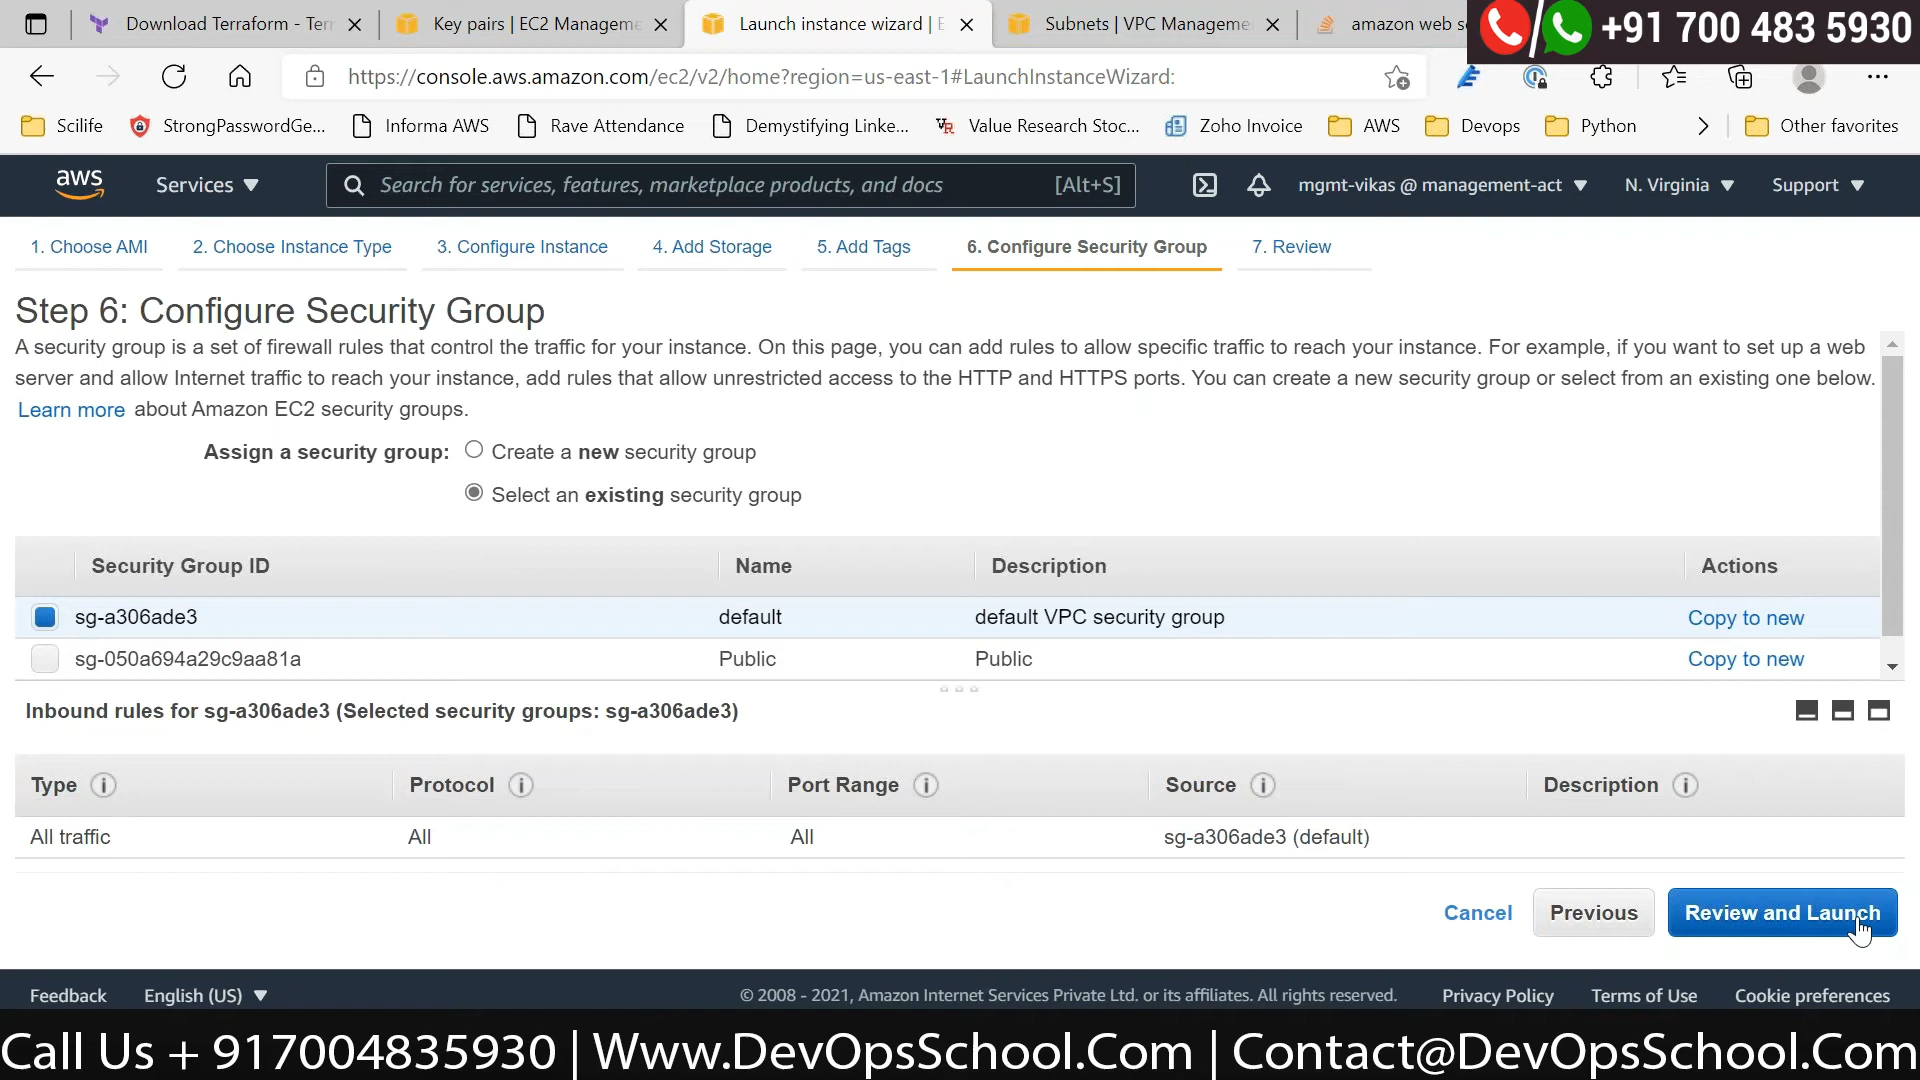 Download Terraform - Terr
Key pairs | EC2 Manageme
Launch instance wizard | E
Subnets | VPC Manageme
amazon web se
+91 700 483 5930
https://console.aws.amazon.com/ec2/v2/home?region=us-east-1#LaunchInstanceWizard:
Scilife
StrongPasswordGe...
Informa AWS
Rave Attendance
Demystifying Linke...
Value Research Stoc...
Zoho Invoice
AWS
Devops
Python
Other favorites
aws
Services
Search for services, features, marketplace products, and docs
[Alt+S]
mgmt-vikas @ management-act
N. Virginia
Support
1. Choose AMI
2. Choose Instance Type
3. Configure Instance
4. Add Storage
5. Add Tags
6. Configure Security Group
7. Review
Step 6: Configure Security Group
A security group is a set of firewall rules that control the traffic for your instance. On this page, you can add rules to allow specific traffic to reach your instance. For example, if you want to set up a web
server and allow Internet traffic to reach your instance, add rules that allow unrestricted access to the HTTP and HTTPS ports. You can create a new security group or select from an existing one below.
Learn more about Amazon EC2 security groups.
Assign a security group:
Create a new security group
Select an existing security group
Security Group ID
Name
Description
Actions
sg-a306ade3
default
default VPC security group
Copy to new
sg-050a694a29c9aa81a
Public
Public
Copy to new
Inbound rules for sg-a306ade3 (Selected security groups: sg-a306ade3)
Type
Protocol
Port Range
Source
Description
All traffic
All
All
sg-a306ade3 (default)
Cancel
Previous
Review and Launch
Feedback
English (US)
© 2008 - 2021, Amazon Internet Services Private Ltd. or its affiliates. All rights reserved.
Privacy Policy
Terms of Use
Cookie preferences
Call Us + 917004835930 | Www.DevOpsSchool.Com | Contact@DevOpsSchool.Com